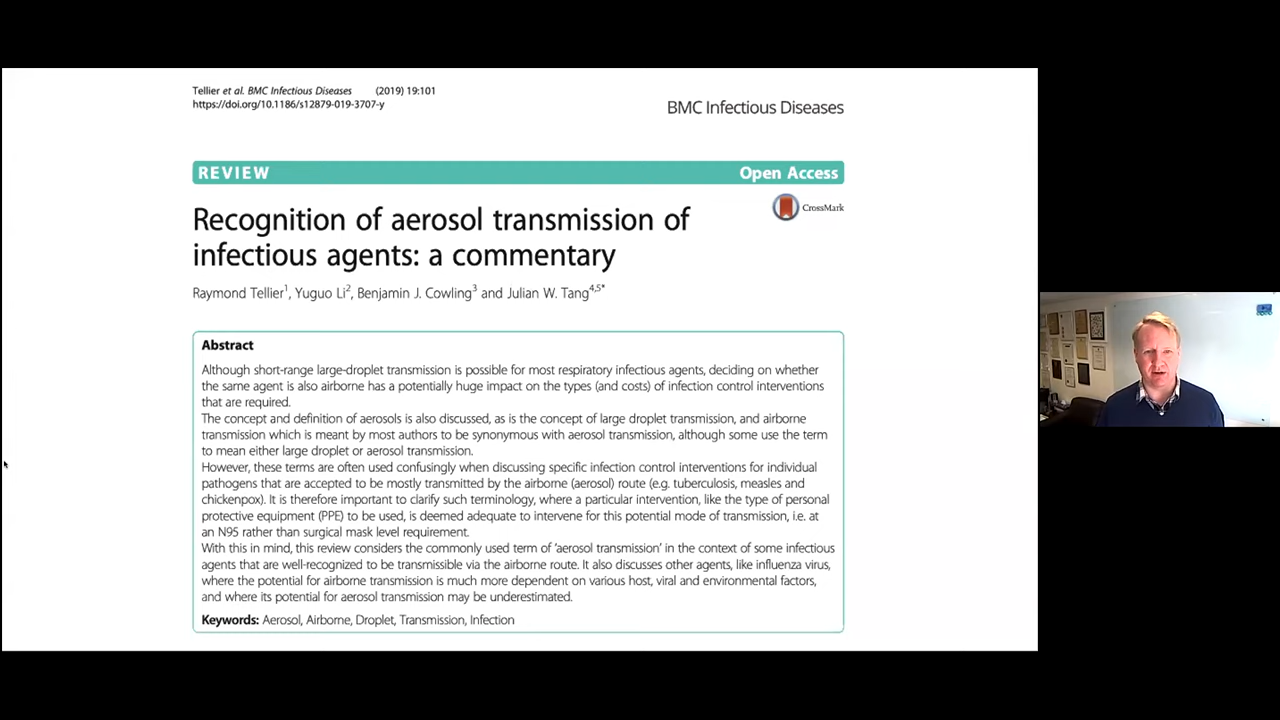 Tellier et al. BMC Infectious Diseases (2019) 19:101
https://doi.org/10.1186/s12879-019-3707-y
BMC Infectious Diseases
REVIEW
Open Access
CrossMark
Recognition of aerosol transmission of
infectious agents: a commentary
Raymond Tellier1, Yuguo Li2, Benjamin J. Cowling3 and Julian W. Tang4,5*
Abstract
Although short-range large-droplet transmission is possible for most respiratory infectious agents, deciding on whether
the same agent is also airborne has a potentially huge impact on the types (and costs) of infection control interventions
that are required.
The concept and definition of aerosols is also discussed, as is the concept of large droplet transmission, and airborne
transmission which is meant by most authors to be synonymous with aerosol transmission, although some use the term
to mean either large droplet or aerosol transmission.
However, these terms are often used confusingly when discussing specific infection control interventions for individual
pathogens that are accepted to be mostly transmitted by the airborne (aerosol) route (e.g. tuberculosis, measles and
chickenpox). It is therefore important to clarify such terminology, where a particular intervention, like the type of personal
protective equipment (PPE) to be used, is deemed adequate to intervene for this potential mode of transmission, i.e. at
an N95 rather than surgical mask level requirement.
With this in mind, this review considers the commonly used term of 'aerosol transmission' in the context of some infectious
agents that are well-recognized to be transmissible via the airborne route. It also discusses other agents, like influenza virus,
where the potential for airborne transmission is much more dependent on various host, viral and environmental factors,
and where its potential for aerosol transmission may be underestimated.
Keywords: Aerosol, Airborne, Droplet, Transmission, Infection